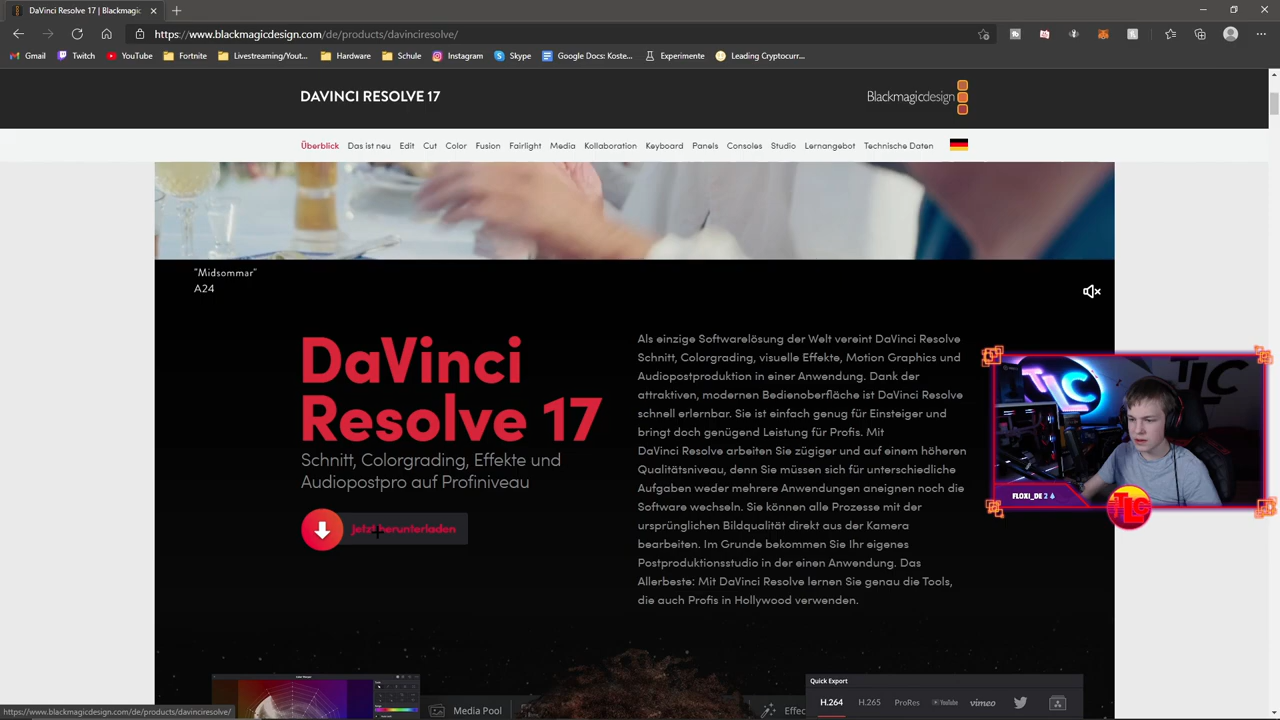 DaVinci Resolve 17 | Blackmagic
https://www.blackmagicdesign.com/de/products/davinciresolve/
Gmail Twitch YouTube Fortnite Livestreaming/Yout... Hardware Schule Instagram Skype Google Docs: Koste... Experimente Leading Cryptocurr...
DAVINCI RESOLVE 17
Blackmagicdesign
Überblick Das ist neu Edit Cut Color Fusion Fairlight Media Kollaboration Keyboard Panels Consoles Studio Lernangebot Technische Daten
"Midsommar"
A24
DaVinci
Resolve 17
Schnitt, Colorgrading, Effekte und
Audiopostpro auf Profiniveau
Jetzt herunterladen
Als einzige Softwarelösung der Welt vereint DaVinci Resolve
Schnitt, Colorgrading, visuelle Effekte, Motion Graphics und
Audiopostproduktion in einer Anwendung. Dank der
attraktiven, modernen Bedienoberfläche ist DaVinci Resolve
schnell erlernbar. Sie ist einfach genug für Einsteiger und
bringt doch genügend Leistung für Profis. Mit
DaVinci Resolve arbeiten Sie zügiger und auf einem höheren
Qualitätsniveau, denn Sie müssen sich für unterschiedliche
Aufgaben weder mehrere Anwendungen aneignen noch die
Software wechseln. Sie können alle Prozesse mit der
ursprünglichen Bildqualität direkt aus der Kamera
bearbeiten. Im Grunde bekommen Sie Ihr eigenes
Postproduktionsstudio in der einen Anwendung. Das
Allerbeste: Mit DaVinci Resolve lernen Sie genau die Tools,
die auch Profis in Hollywood verwenden.
TLC
FLOXI_DE 2
TLC
Media Pool
Effec
Quick Export
H.264 H.265 ProRes YouTube vimeo
https://www.blackmagicdesign.com/de/products/davinciresolve/